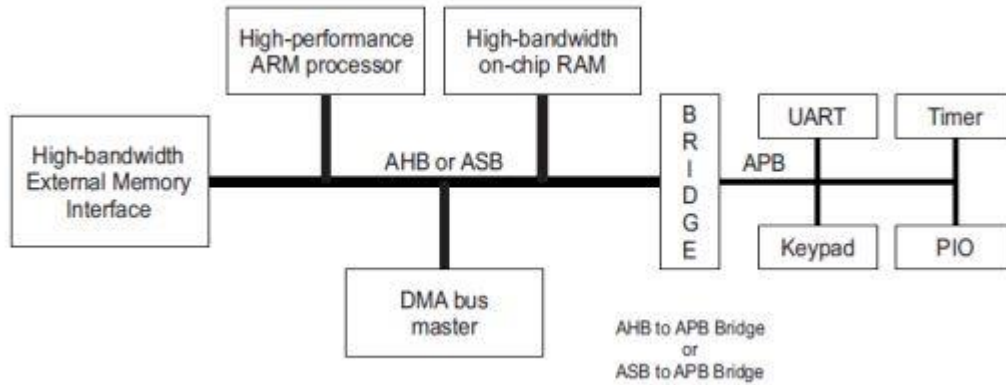 High-performance
ARM processor
High-bandwidth
on-chip RAM
High-bandwidth
External Memory
Interface
AHB or ASB
B
R
I
D
G
E
APB
UART
Timer
Keypad
PIO
DMA bus
master
AHB to APB Bridge
or
ASB to APB Bridge